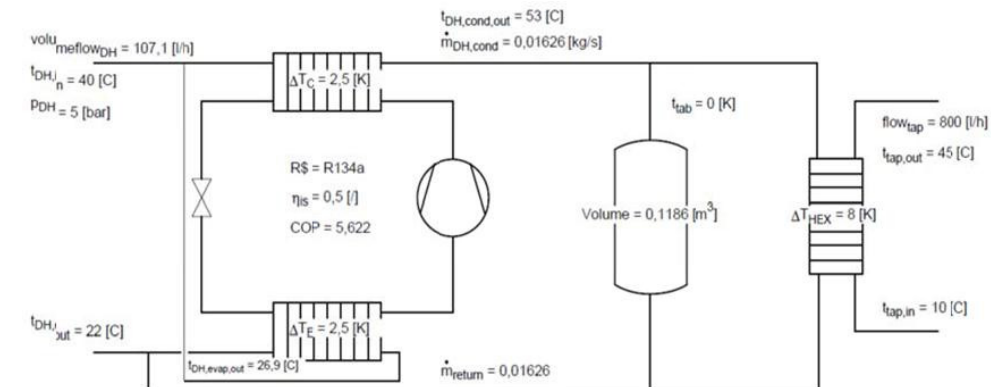 t_DH,cond,out = 53 [C]
ṁ_DH,cond = 0,01626 [kg/s]
volumeflow_DH = 107,1 [l/h]
t_DH,in = 40 [C]
p_DH = 5 [bar]
ΔT_C = 2,5 [K]
t_tab = 0 [K]
flow_tap = 800 [l/h]
t_tap,out = 45 [C]
R$ = R134a
η_is = 0,5 [/]
COP = 5,622
Volume = 0,1186 [m³]
ΔT_HEX = 8 [K]
t_tap,in = 10 [C]
t_DH,out = 22 [C]
ΔT_E = 2,5 [K]
t_DH,evap,out = 26,9 [C]
ṁ_return = 0,01626